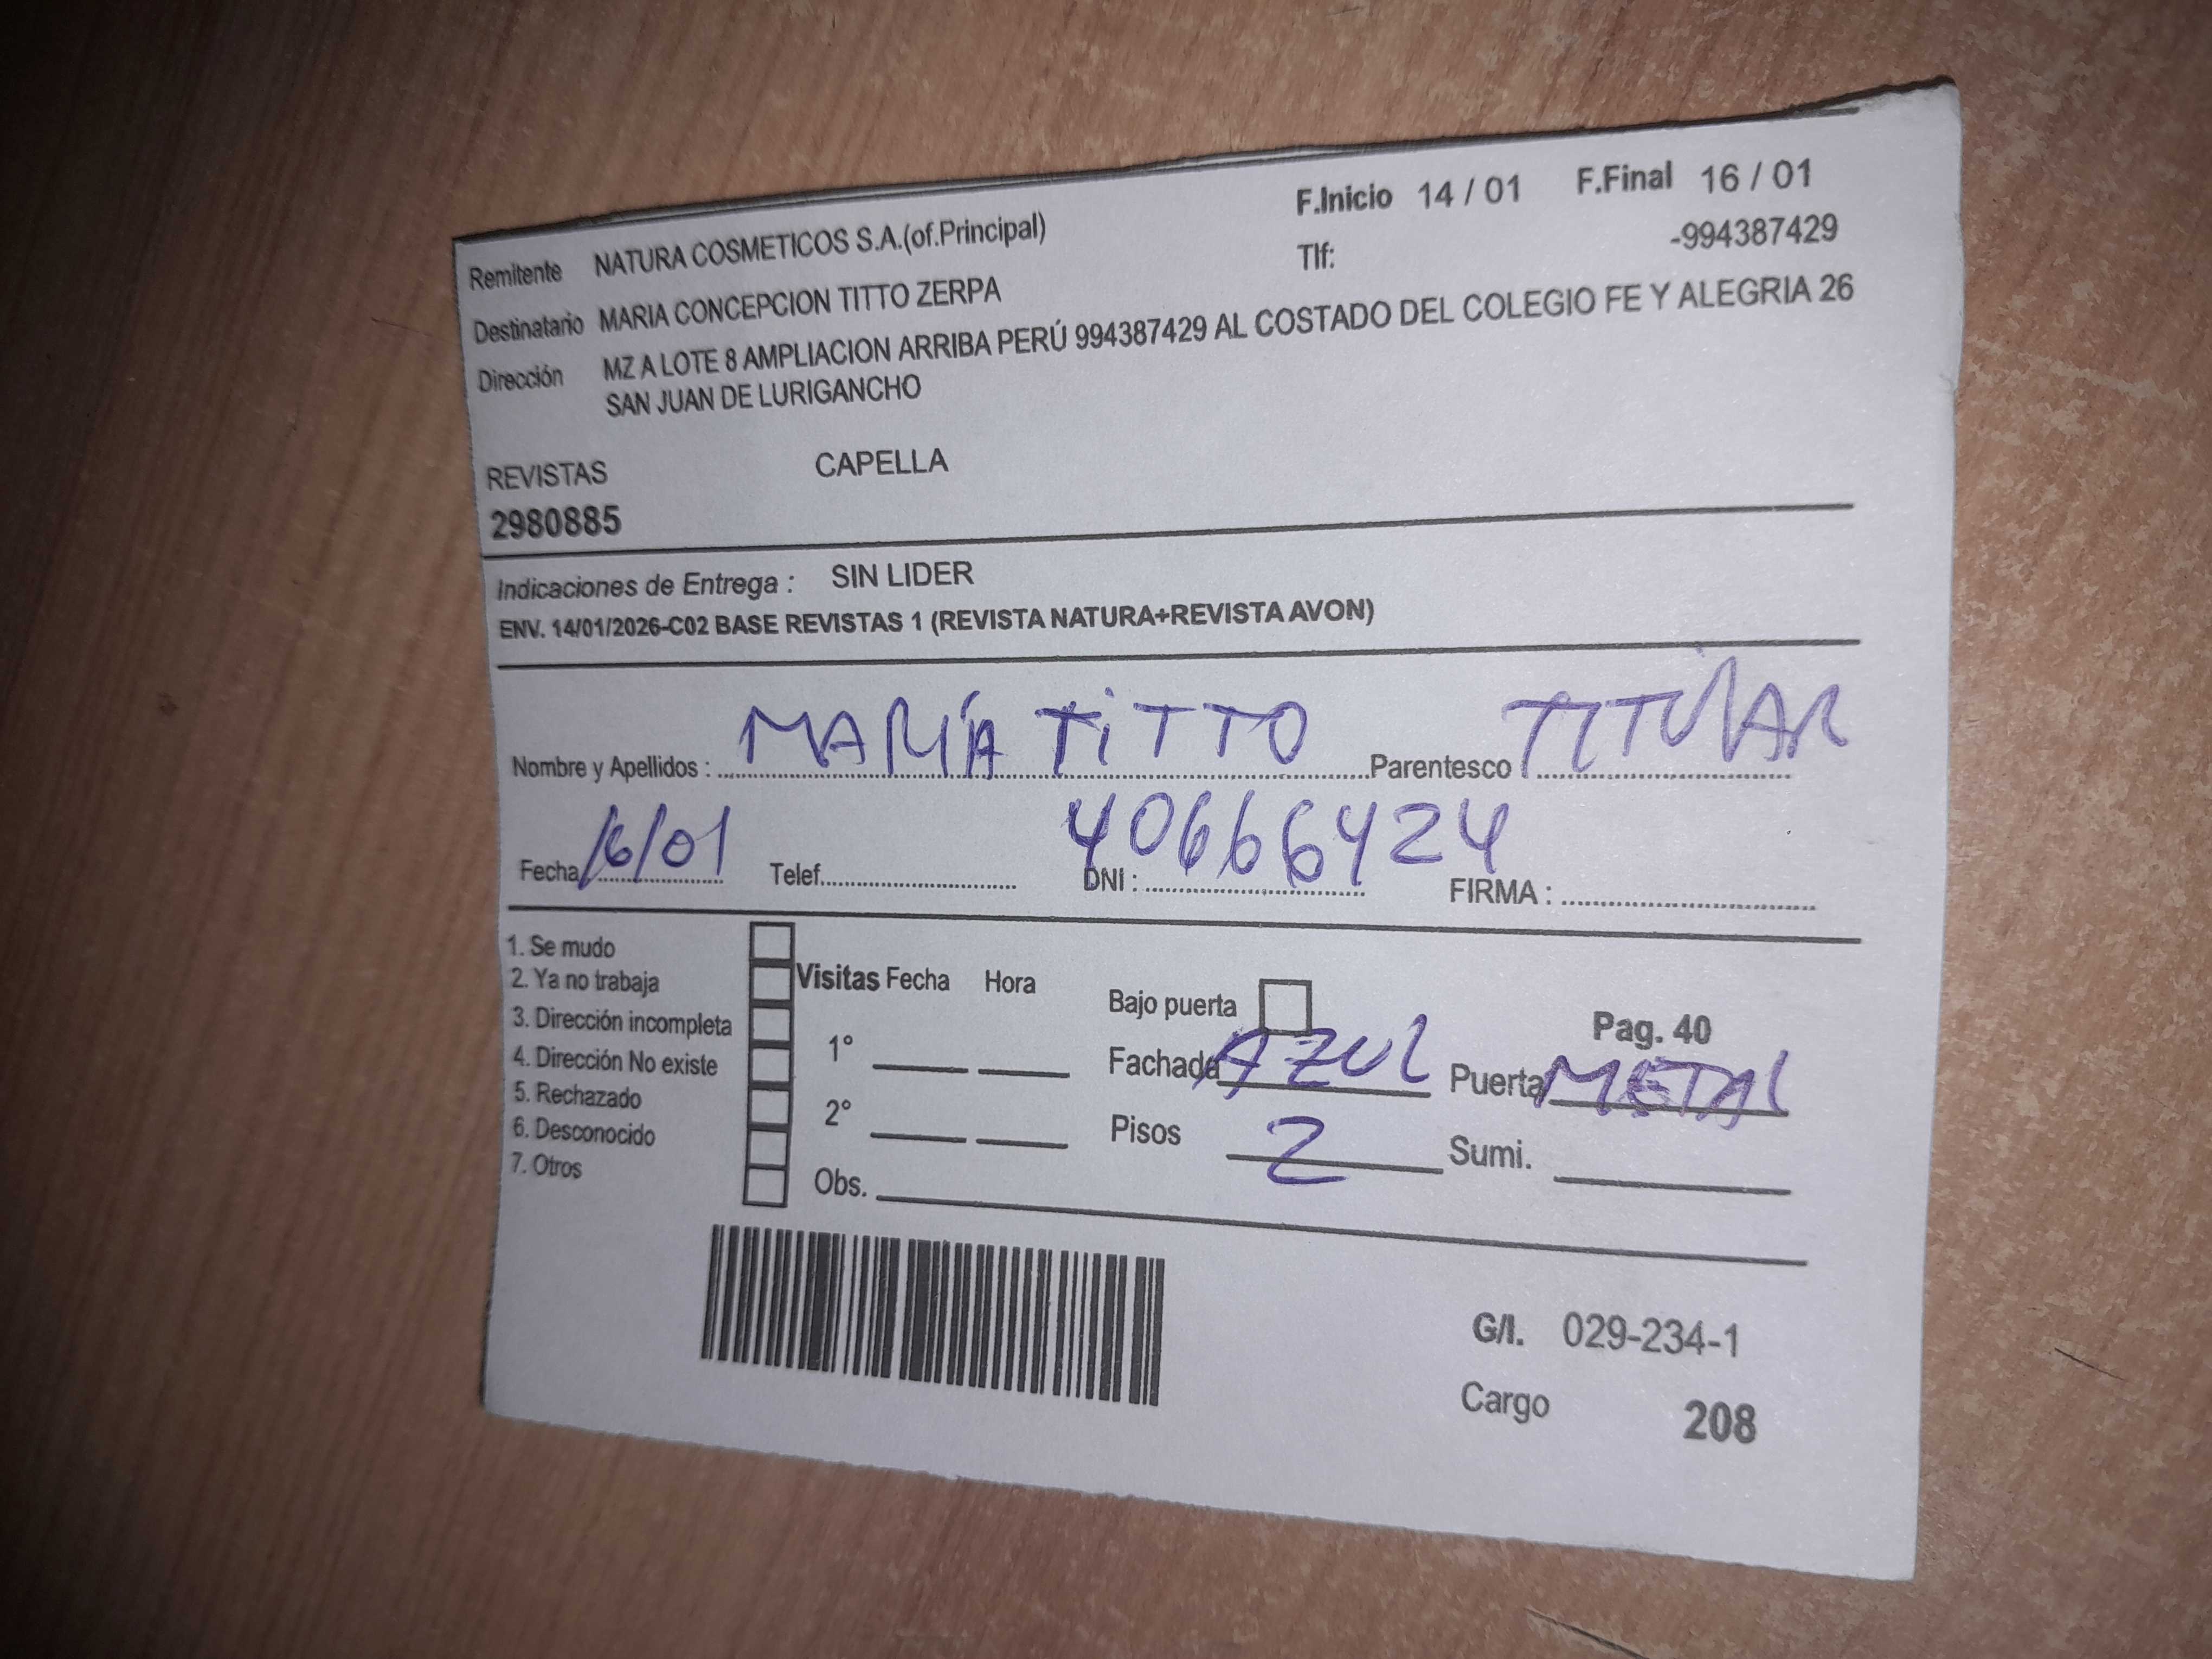 F.Inicio 14 / 01 F.Final 16 / 01
Remitente NATURA COSMETICOS S.A.(of.Principal) Tlf: -994387429
Destinatario MARIA CONCEPCION TITTO ZERPA
Dirección MZ A LOTE 8 AMPLIACION ARRIBA PERÚ 994387429 AL COSTADO DEL COLEGIO FE Y ALEGRIA 26
SAN JUAN DE LURIGANCHO
REVISTAS CAPELLA
2980885
Indicaciones de Entrega : SIN LIDER
ENV. 14/01/2026-C02 BASE REVISTAS 1 (REVISTA NATURA+REVISTA AVON)
Nombre y Apellidos : MARÍA TiTTO Parentesco TITULAR
Fecha 16/01 Telef. DNI : 40666424 FIRMA :
1. Se mudo
2. Ya no trabaja
3. Dirección incompleta
4. Dirección No existe
5. Rechazado
6. Desconocido
7. Otros
Visitas Fecha Hora
1°
2°
Obs.
Bajo puerta Pag. 40
Fachada AZUL Puerta METAL
Pisos 2 Sumi.
G/I. 029-234-1
Cargo 208